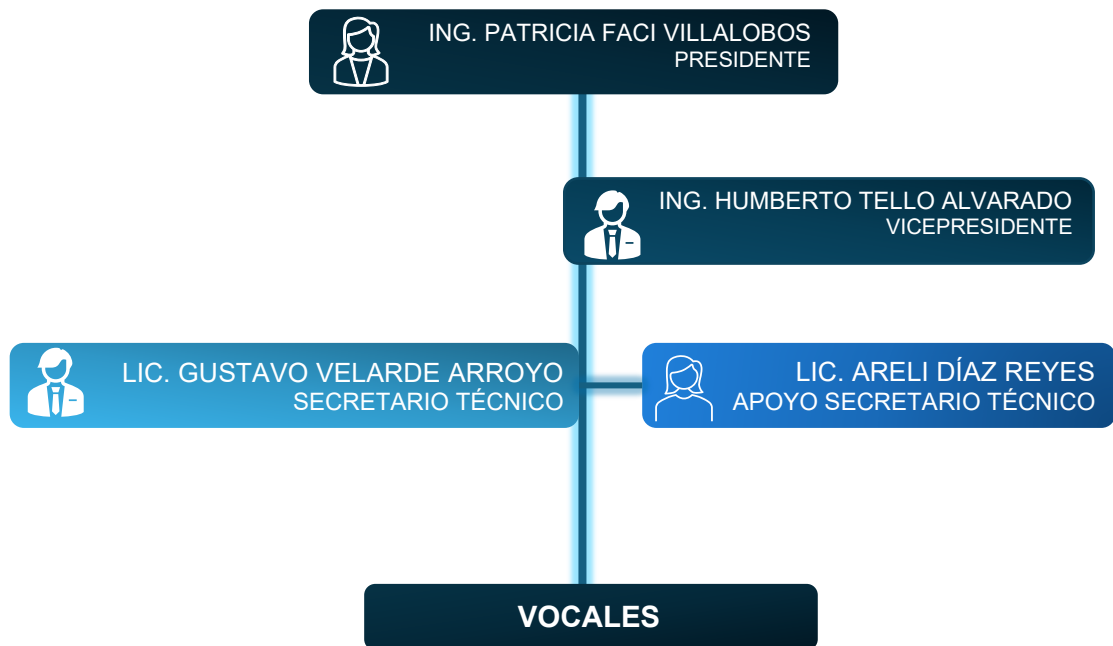 ING. PATRICIA FACI VILLALOBOS
PRESIDENTE
ING. HUMBERTO TELLO ALVARADO
VICEPRESIDENTE
LIC. GUSTAVO VELARDE ARROYO
SECRETARIO TÉCNICO
LIC. ARELI DÍAZ REYES
APOYO SECRETARIO TÉCNICO
VOCALES